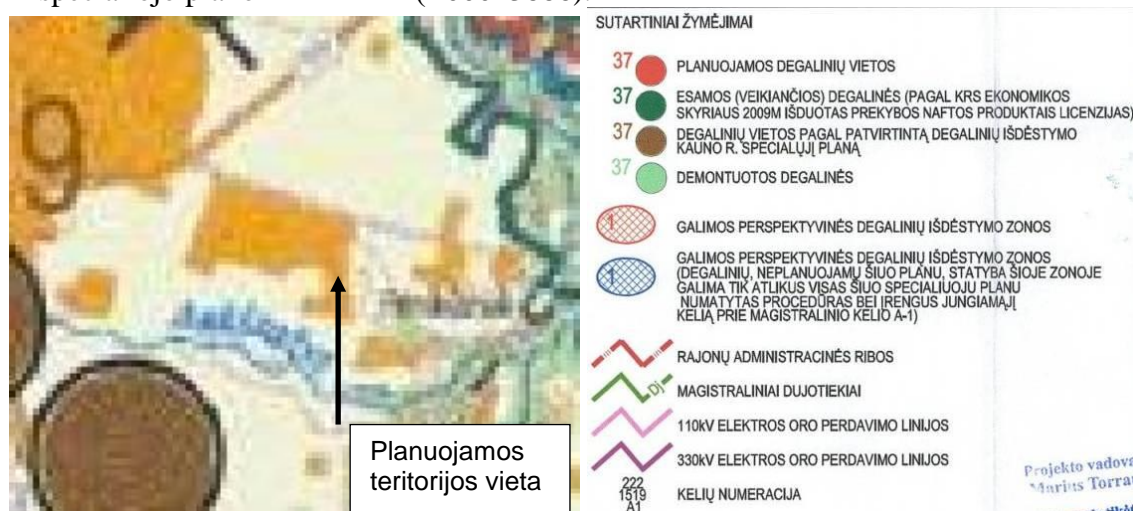 Planuojamos
teritorijos vieta
SUTARTINIAI ŽYMĖJIMAI
37 PLANUOJAMOS DEGALINIŲ VIETOS
37 ESAMOS (VEIKIANČIOS) DEGALINĖS (PAGAL KRS EKONOMIKOS
SKYRIAUS 2009M IŠDUOTAS PREKYBOS NAFTOS PRODUKTAIS LICENZIJAS)
37 DEGALINIŲ VIETOS PAGAL PATVIRTINTĄ DEGALINIŲ IŠDĖSTYMO
KAUNO R. SPECIALŲJĮ PLANĄ
37 DEMONTUOTOS DEGALINĖS
1 GALIMOS PERSPEKTYVINĖS DEGALINIŲ IŠDĖSTYMO ZONOS
GALIMOS PERSPEKTYVINĖS DEGALINIŲ IŠDĖSTYMO ZONOS
1 (DEGALINIŲ, NEPLANUOJAMŲ ŠIUO PLANU, STATYBA ŠIOJE ZONOJE
GALIMA TIK ATLIKUS VISAS ŠIUO SPECIALIUOJU PLANU
NUMATYTAS PROCEDŪRAS BEI ĮRENGUS JUNGIAMĄJĮ
KELIĄ PRIE MAGISTRALINIO KELIO A-1)
RAJONŲ ADMINISTRACINĖS RIBOS
Dj MAGISTRALINIAI DUJOTIEKIAI
110kV ELEKTROS ORO PERDAVIMO LINIJOS
330kV ELEKTROS ORO PERDAVIMO LINIJOS
222
1519 KELIŲ NUMERACIJA
A1
Projekto vadova
Marius Torra